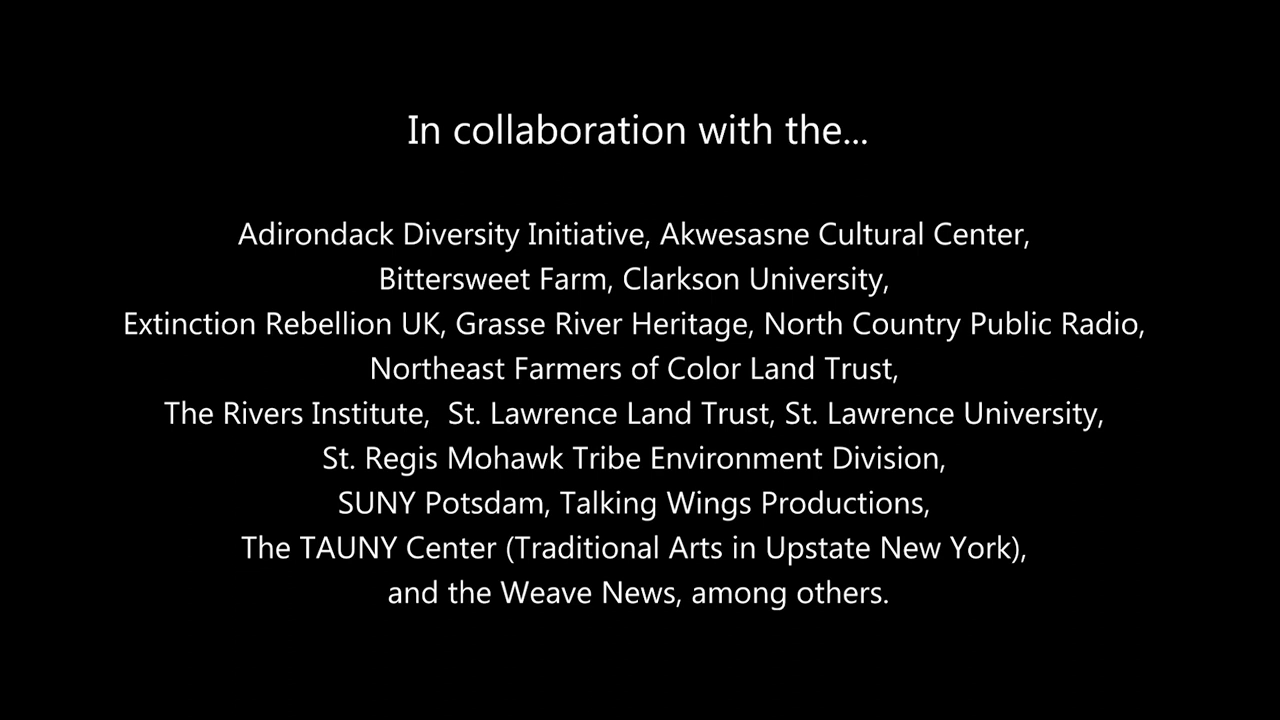 In collaboration with the...
Adirondack Diversity Initiative, Akwesasne Cultural Center,
Bittersweet Farm, Clarkson University,
Extinction Rebellion UK, Grasse River Heritage, North Country Public Radio,
Northeast Farmers of Color Land Trust,
The Rivers Institute,  St. Lawrence Land Trust, St. Lawrence University,
St. Regis Mohawk Tribe Environment Division,
SUNY Potsdam, Talking Wings Productions,
The TAUNY Center (Traditional Arts in Upstate New York),
and the Weave News, among others.